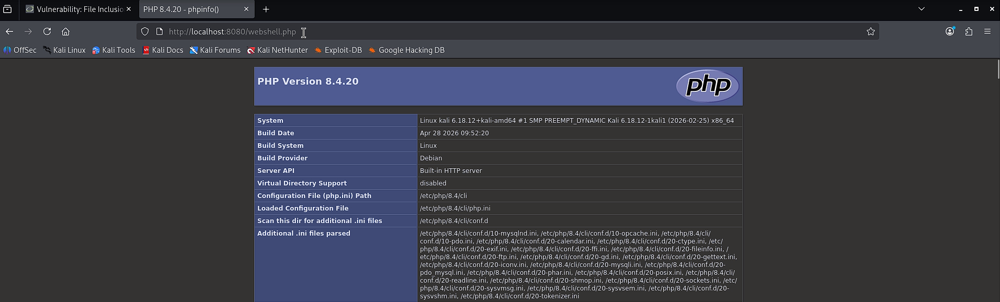 Vulnerability: File Inclusio
PHP 8.4.20 - phpinfo()
http://localhost:8080/webshell.php
OffSec Kali Linux Kali Tools Kali Docs Kali Forums Kali NetHunter Exploit-DB Google Hacking DB
PHP Version 8.4.20
php
System Linux kali 6.18.12+kali-amd64 #1 SMP PREEMPT_DYNAMIC Kali 6.18.12-1kali1 (2026-02-25) x86_64
Build Date Apr 28 2026 09:52:20
Build System Linux
Build Provider Debian
Server API Built-in HTTP server
Virtual Directory Support disabled
Configuration File (php.ini) Path /etc/php/8.4/cli
Loaded Configuration File /etc/php/8.4/cli/php.ini
Scan this dir for additional .ini files /etc/php/8.4/cli/conf.d
Additional .ini files parsed /etc/php/8.4/cli/conf.d/10-mysqlnd.ini, /etc/php/8.4/cli/conf.d/10-opcache.ini, /etc/php/8.4/cli/
conf.d/10-pdo.ini, /etc/php/8.4/cli/conf.d/20-calendar.ini, /etc/php/8.4/cli/conf.d/20-ctype.ini, /etc/
php/8.4/cli/conf.d/20-exif.ini, /etc/php/8.4/cli/conf.d/20-ffi.ini, /etc/php/8.4/cli/conf.d/20-fileinfo.ini, /
etc/php/8.4/cli/conf.d/20-ftp.ini, /etc/php/8.4/cli/conf.d/20-gd.ini, /etc/php/8.4/cli/conf.d/20-gettext.ini,
/etc/php/8.4/cli/conf.d/20-iconv.ini, /etc/php/8.4/cli/conf.d/20-mysqli.ini, /etc/php/8.4/cli/conf.d/20-
pdo_mysql.ini, /etc/php/8.4/cli/conf.d/20-phar.ini, /etc/php/8.4/cli/conf.d/20-posix.ini, /etc/php/8.4/cli/
conf.d/20-readline.ini, /etc/php/8.4/cli/conf.d/20-shmop.ini, /etc/php/8.4/cli/conf.d/20-sockets.ini, /etc/
php/8.4/cli/conf.d/20-sysvmsg.ini, /etc/php/8.4/cli/conf.d/20-sysvsem.ini, /etc/php/8.4/cli/conf.d/20-
sysvshm.ini, /etc/php/8.4/cli/conf.d/20-tokenizer.ini